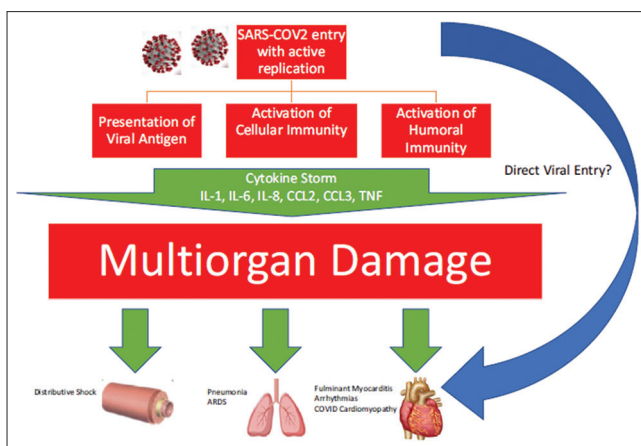 SARS-COV2 entry
with active
replication
Presentation of
Viral Antigen
Activation of
Cellular Immunity
Activation of
Humoral
Immunity
Direct Viral Entry?
Cytokine Storm
IL-1, IL-6, IL-8, CCL2, CCL3, TNF
Multiorgan Damage
Distributive Shock
Pneumonia
ARDS
Fulminant Myocarditis
Arrhythmias
COVID Cardiomyopathy